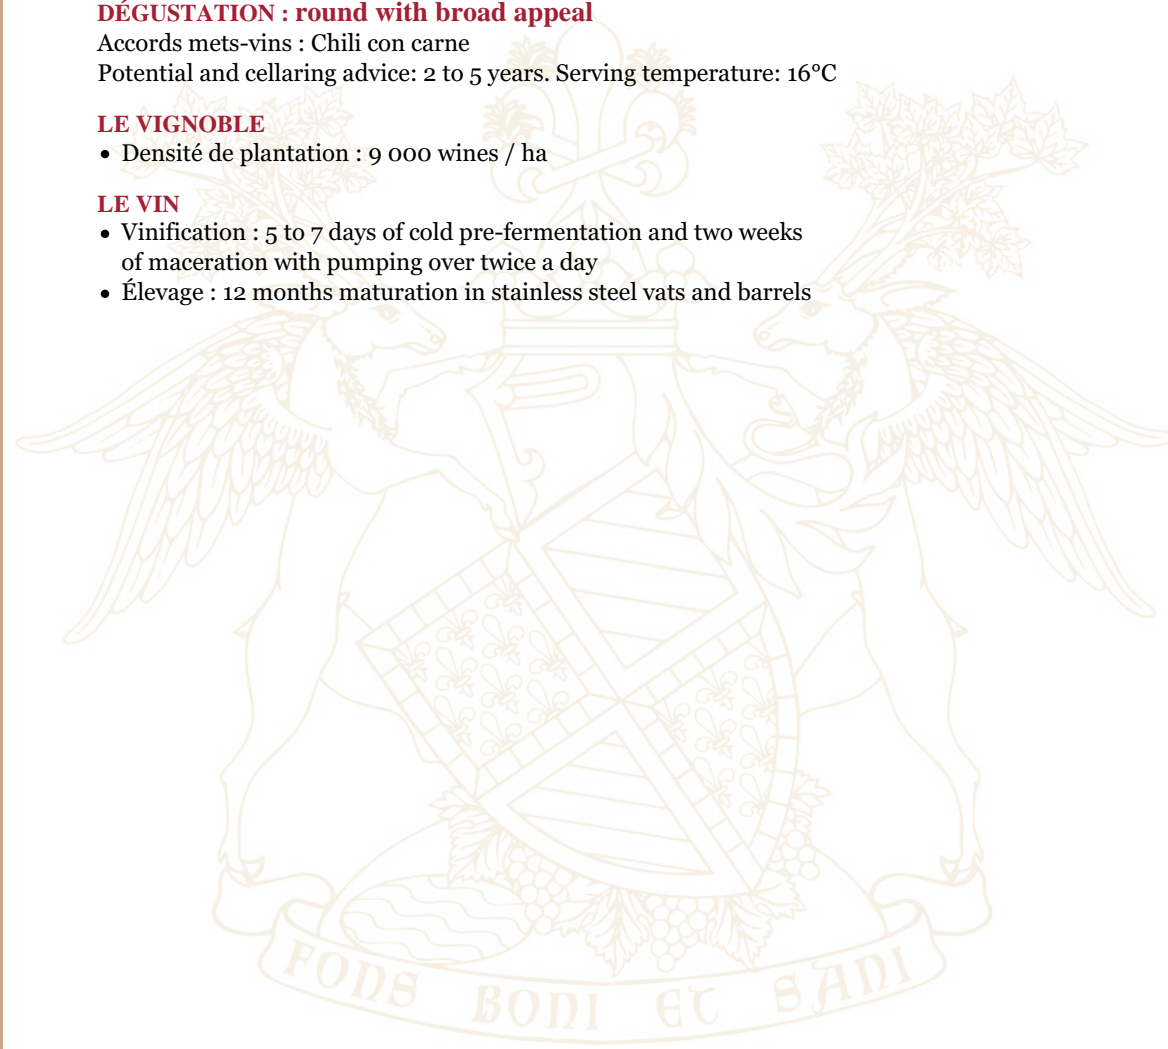 DÉGUSTATION : round with broad appeal
Accords mets-vins : Chili con carne
Potential and cellaring advice: 2 to 5 years. Serving temperature: 16°C
LE VIGNOBLE
• Densité de plantation : 9 000 wines / ha
LE VIN
• Vinification : 5 to 7 days of cold pre-fermentation and two weeks
of maceration with pumping over twice a day
• Élevage : 12 months maturation in stainless steel vats and barrels
FONS BONI ET SANI